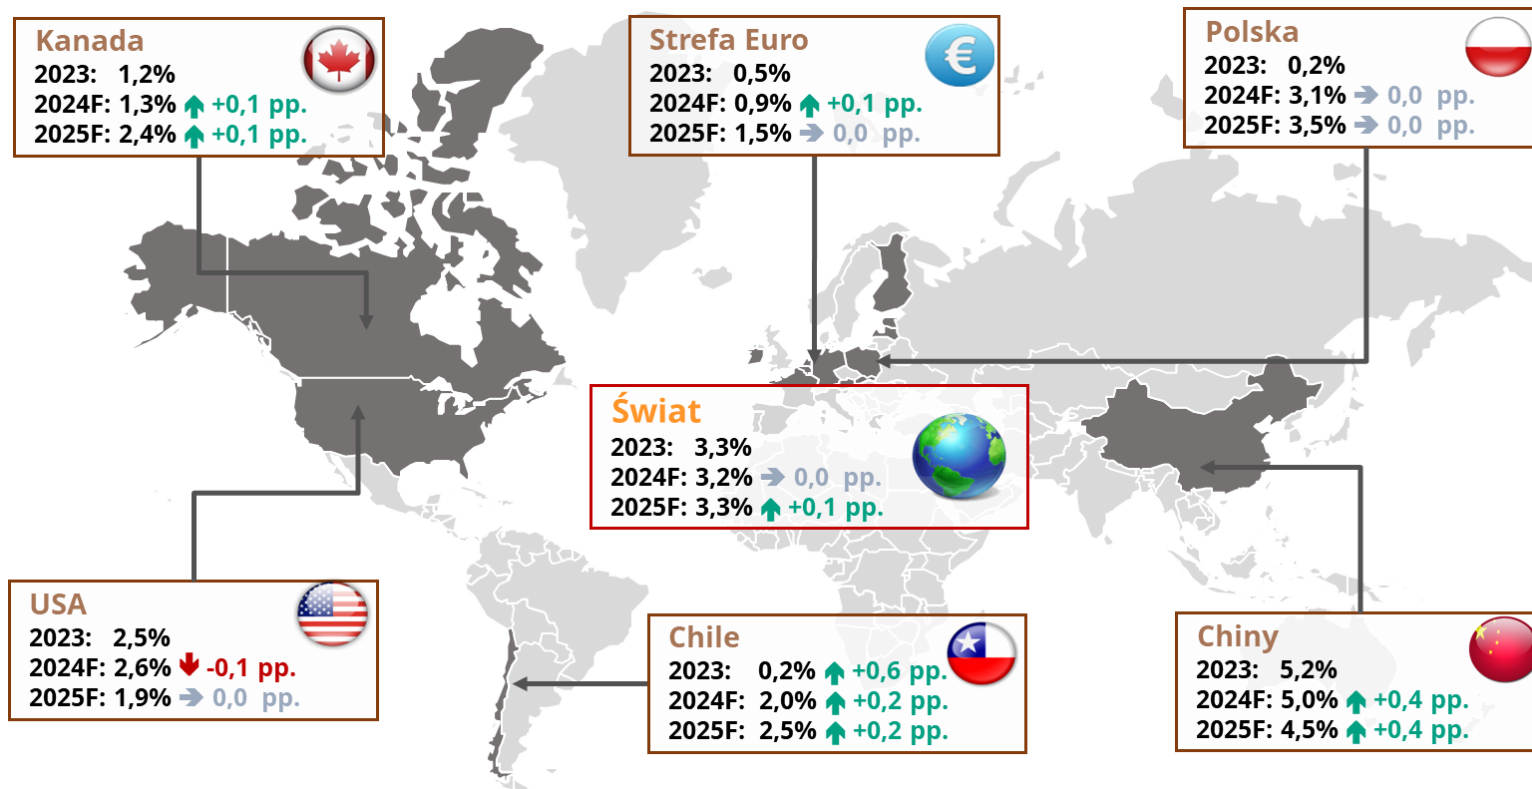 Kanada
2023: 1,2%
2024F: 1,3% +0,1 pp.
2025F: 2,4% +0,1 pp.
Strefa Euro
2023: 0,5%
2024F: 0,9% +0,1 pp.
2025F: 1,5% 0,0 pp.
€
Polska
2023: 0,2%
2024F: 3,1% 0,0 pp.
2025F: 3,5% 0,0 pp.
Świat
2023: 3,3%
2024F: 3,2% 0,0 pp.
2025F: 3,3% +0,1 pp.
USA
2023: 2,5%
2024F: 2,6% -0,1 pp.
2025F: 1,9% 0,0 pp.
Chile
2023: 0,2% +0,6 pp.
2024F: 2,0% +0,2 pp.
2025F: 2,5% +0,2 pp.
Chiny
2023: 5,2%
2024F: 5,0% +0,4 pp.
2025F: 4,5% +0,4 pp.